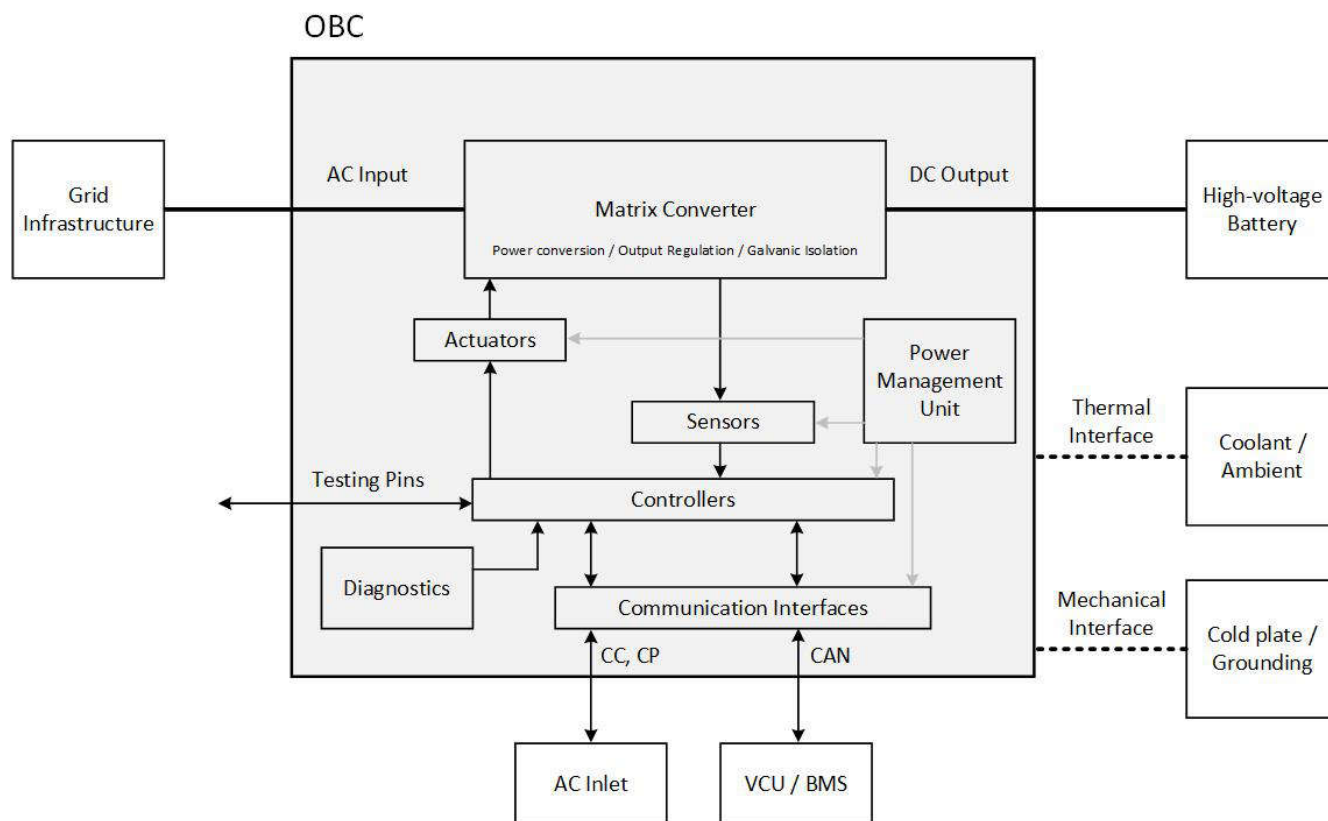 OBC
Grid
Infrastructure
AC Input
Matrix Converter
Power conversion / Output Regulation / Galvanic Isolation
DC Output
High-voltage
Battery
Actuators
Power
Management
Unit
Sensors
Thermal
Interface
Coolant /
Ambient
Testing Pins
Controllers
Diagnostics
Communication Interfaces
Mechanical
Interface
Cold plate /
Grounding
CC, CP
CAN
AC Inlet
VCU / BMS